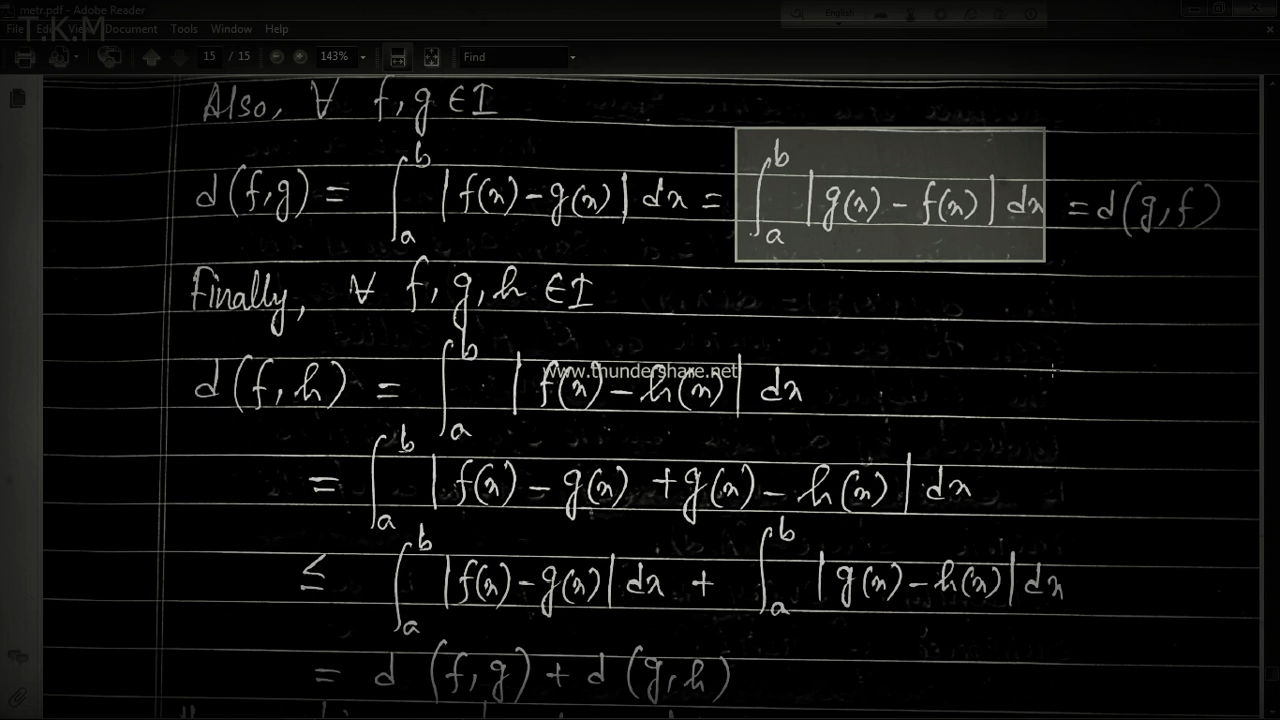 metr.pdf - Adobe Reader
T.K.M
File Edit View Document Tools Window Help
15 / 15 143% Find
English
Also, ∀ f, g ∈ I
d(f,g) = ∫_a^b |f(x) - g(x)| dx = ∫_a^b |g(x) - f(x)| dx = d(g,f)
Finally, ∀ f, g, h ∈ I
d(f,h) = ∫_a^b |f(x) - h(x)| dx
www.thundershare.net
= ∫_a^b |f(x) - g(x) + g(x) - h(x)| dx
≤ ∫_a^b |f(x) - g(x)| dx + ∫_a^b |g(x) - h(x)| dx
= d(f,g) + d(g,h)